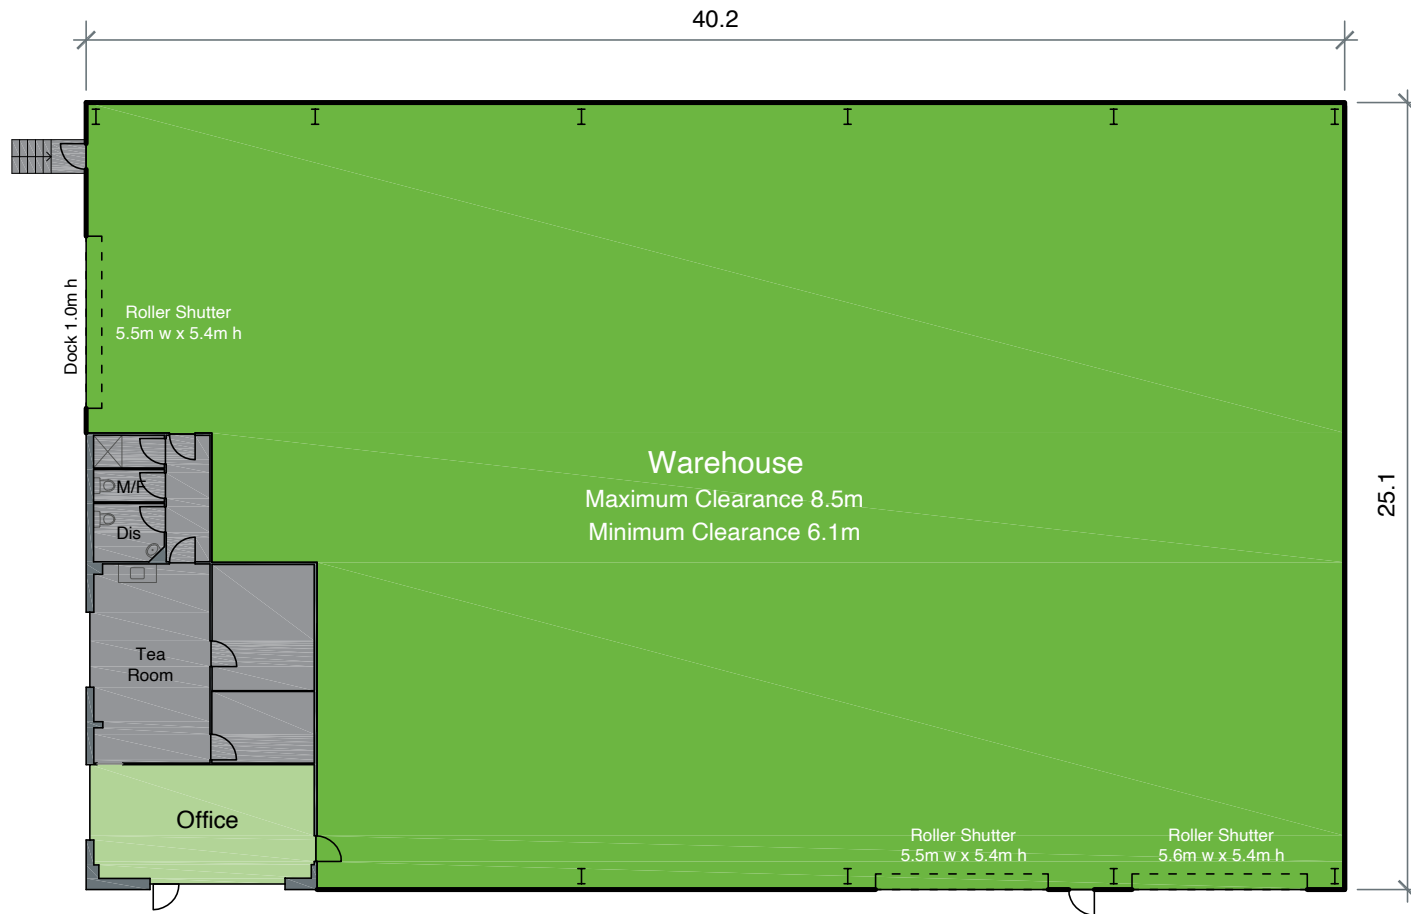 40.2
Dock 1.0m h
Roller Shutter
5.5m w x 5.4m h
Warehouse
Maximum Clearance 8.5m
Minimum Clearance 6.1m
25.1
M/F
Dis
Tea
Room
Office
Roller Shutter
5.5m w x 5.4m h
Roller Shutter
5.6m w x 5.4m h